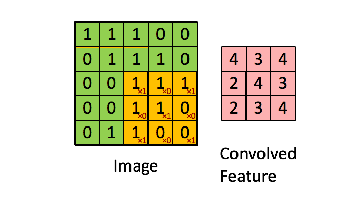 1 1 1 0 0
0 1 1 1 0
0 0 1×1 1×0 1×1
0 0 1×0 1×1 0×0
0 1 1×1 0×0 0×1
4 3 4
2 4 3
2 3 4
Image
Convolved
Feature